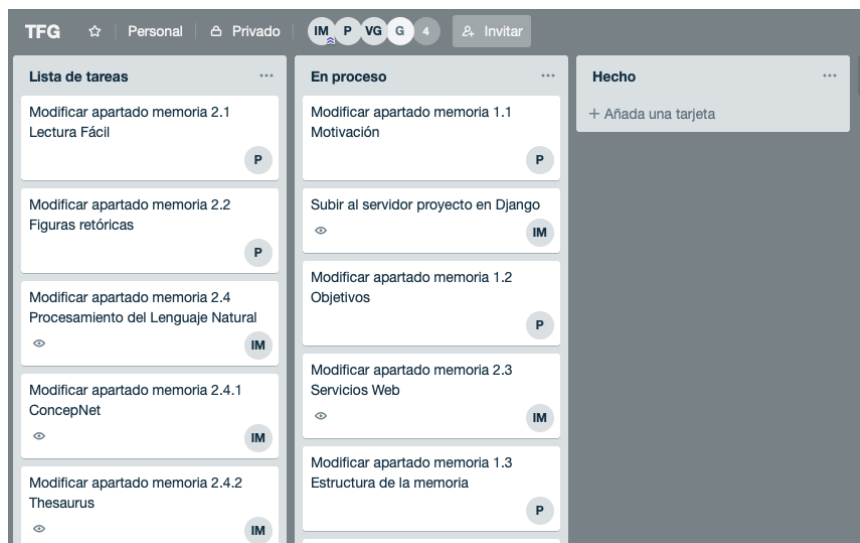 TFG
Personal
Privado
IM
P
VG
G
4
Invitar
Lista de tareas
Modificar apartado memoria 2.1
Lectura Fácil
P
Modificar apartado memoria 2.2
Figuras retóricas
P
Modificar apartado memoria 2.4
Procesamiento del Lenguaje Natural
IM
Modificar apartado memoria 2.4.1
ConcepNet
IM
Modificar apartado memoria 2.4.2
Thesaurus
IM
En proceso
Modificar apartado memoria 1.1
Motivación
P
Subir al servidor proyecto en Django
IM
Modificar apartado memoria 1.2
Objetivos
P
Modificar apartado memoria 2.3
Servicios Web
IM
Modificar apartado memoria 1.3
Estructura de la memoria
P
Hecho
+ Añada una tarjeta